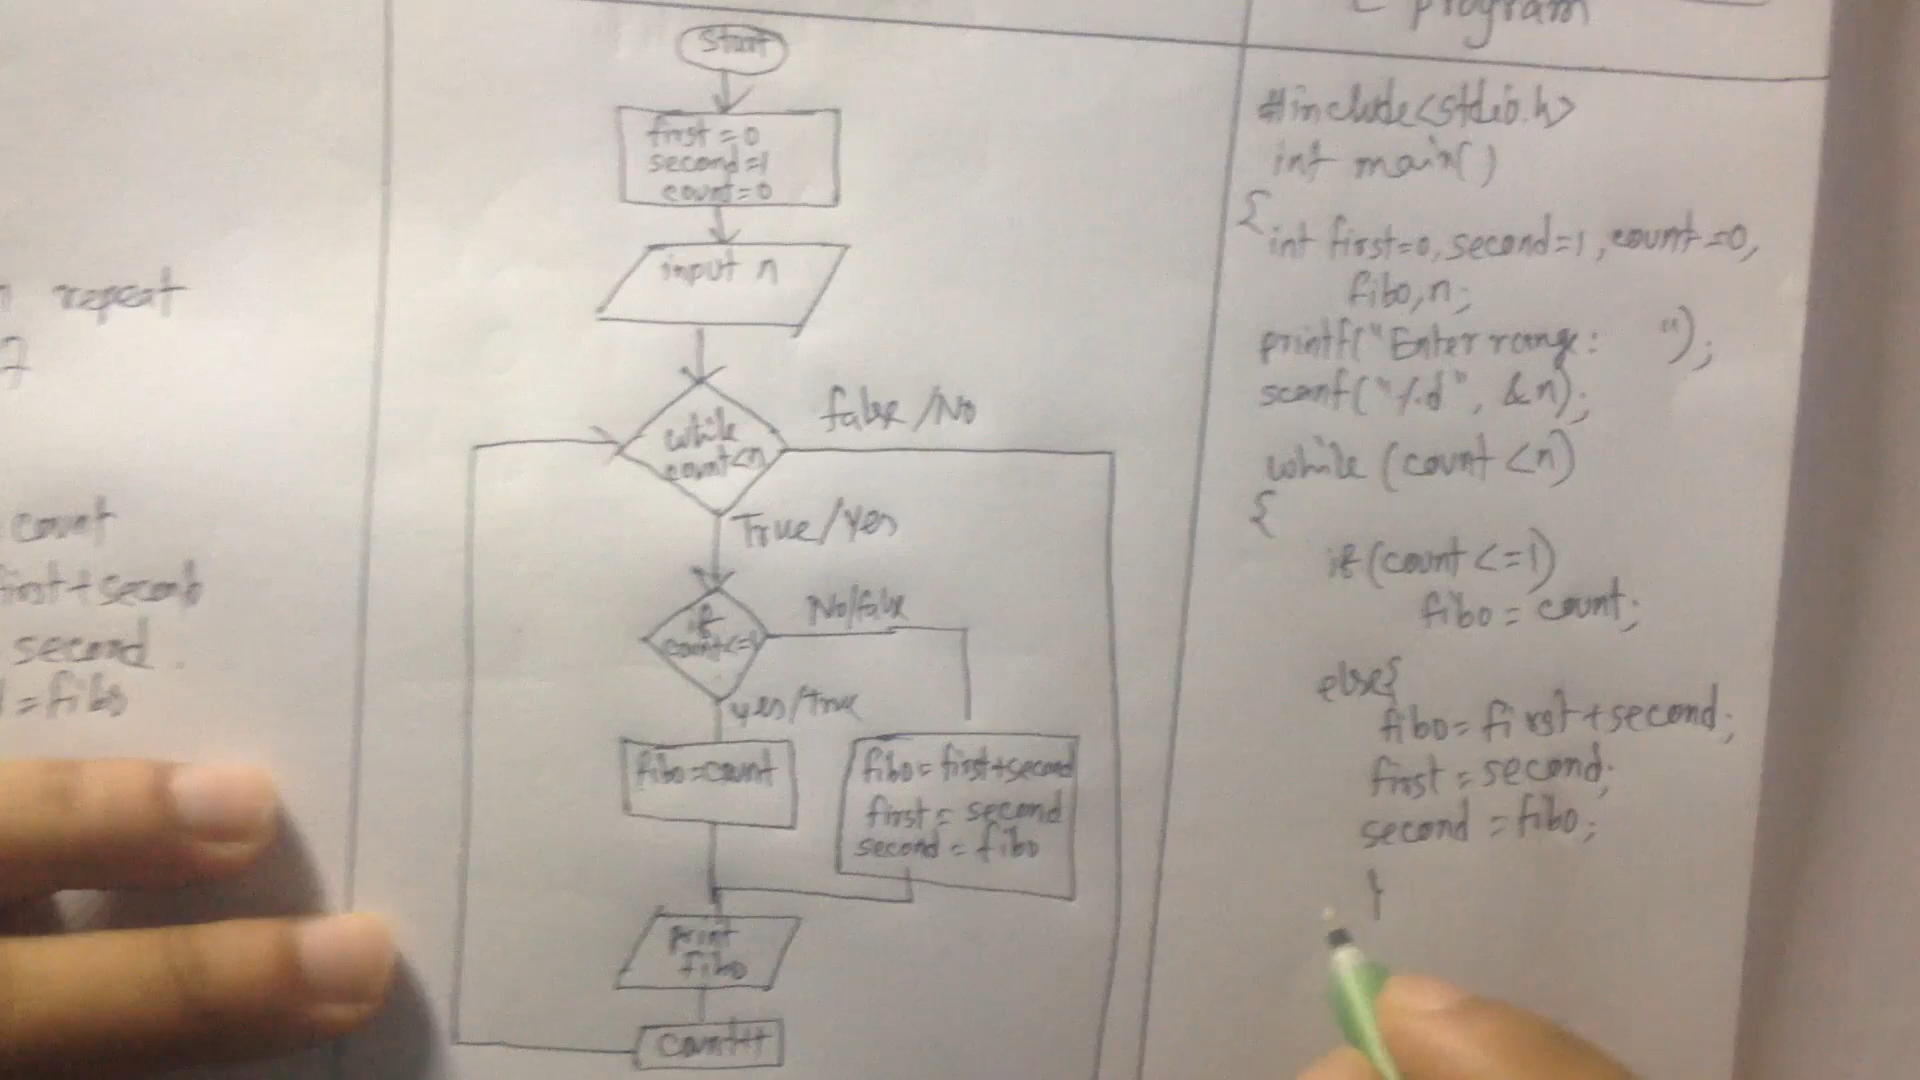 repeat
count
first+second
second
=fibo
Start
first=0
second=1
count=0
input n
while
count<n
false/No
True/Yes
if
count<=1
No/false
yes/True
fibo=count
fibo=first+second
first=second
second=fibo
print
fibo
count++
C program
#include<stdio.h>
int main()
{
int first=0,second=1,count=0,
fibo,n;
printf("Enter range: ");
scanf("%d", &n);
while (count<n)
{
if(count<=1)
fibo=count;
else{
fibo=first+second;
first=second;
second=fibo;
}